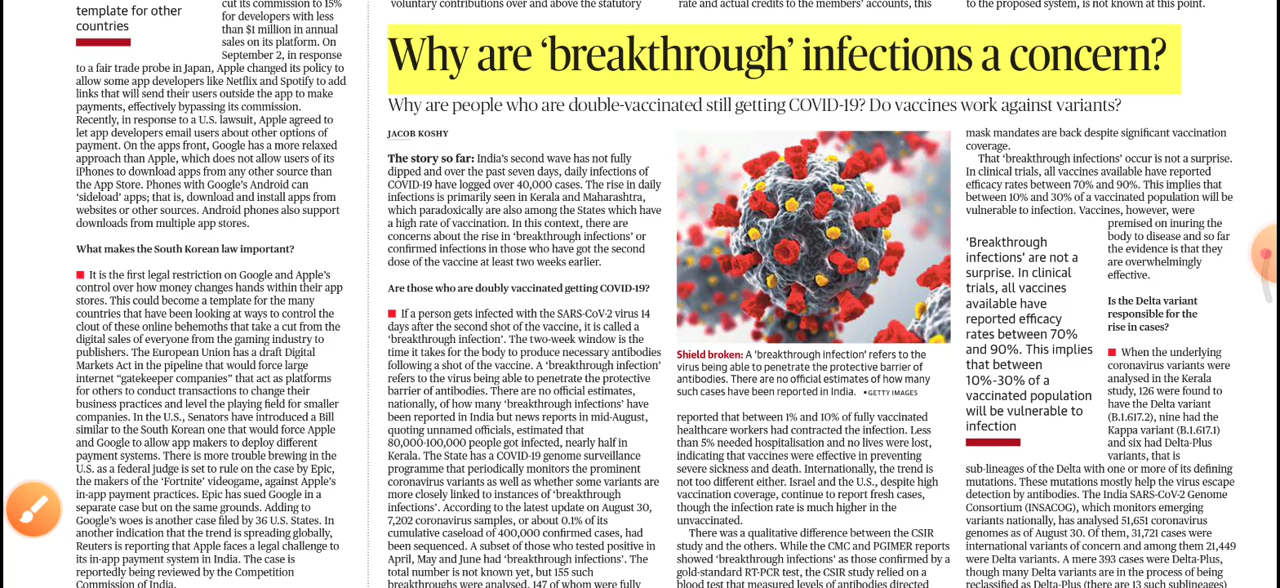 template for other
countries
cut its commission to 15%
for developers with less
than $1 million in annual
sales on its platform. On
September 2, in response
to a fair trade probe in Japan, Apple changed its policy to
allow some app developers like Netflix and Spotify to add
links that will send their users outside the app to make
payments, effectively bypassing its commission.
Recently, in response to a U.S. lawsuit, Apple agreed to
let app developers email users about other options of
payment. On the apps front, Google has a more relaxed
approach than Apple, which does not allow users of its
iPhones to download apps from any other source than
the App Store. Phones with Google's Android can
'sideload' apps; that is, download and install apps from
websites or other sources. Android phones also support
downloads from multiple app stores.
What makes the South Korean law important?
It is the first legal restriction on Google and Apple's
control over how money changes hands within their app
stores. This could become a template for the many
countries that have been looking at ways to control the
clout of these online behemoths that take a cut from the
digital sales of everyone from the gaming industry to
publishers. The European Union has a draft Digital
Markets Act in the pipeline that would force large
internet “gatekeeper companies” that act as platforms
for others to conduct transactions to change their
business practices and level the playing field for smaller
companies. In the U.S., Senators have introduced a Bill
similar to the South Korean one that would force Apple
and Google to allow app makers to deploy different
payment systems. There is more trouble brewing in the
U.S. as a federal judge is set to rule on the case by Epic,
the makers of the 'Fortnite' videogame, against Apple's
in-app payment practices. Epic has sued Google in a
separate case but on the same grounds. Adding to
Google's woes is another case filed by 36 U.S. States. In
another indication that the trend is spreading globally,
Reuters is reporting that Apple faces a legal challenge to
its in-app payment system in India. The case is
reportedly being reviewed by the Competition
Commission of India.
voluntary contributions over and above the statutory
rate and actual credits to the members' accounts, this
to the proposed system, is not known at this point.
Why are 'breakthrough' infections a concern?
Why are people who are double-vaccinated still getting COVID-19? Do vaccines work against variants?
JACOB KOSHY
The story so far: India's second wave has not fully
dipped and over the past seven days, daily infections of
COVID-19 have logged over 40,000 cases. The rise in daily
infections is primarily seen in Kerala and Maharashtra,
which paradoxically are also among the States which have
a high rate of vaccination. In this context, there are
concerns about the rise in 'breakthrough infections' or
confirmed infections in those who have got the second
dose of the vaccine at least two weeks earlier.
Are those who are doubly vaccinated getting COVID-19?
If a person gets infected with the SARS-CoV-2 virus 14
days after the second shot of the vaccine, it is called a
'breakthrough infection'. The two-week window is the
time it takes for the body to produce necessary antibodies
following a shot of the vaccine. A 'breakthrough infection'
refers to the virus being able to penetrate the protective
barrier of antibodies. There are no official estimates,
nationally, of how many 'breakthrough infections' have
been reported in India but news reports in mid-August,
quoting unnamed officials, estimated that
80,000-100,000 people got infected, nearly half in
Kerala. The State has a COVID-19 genome surveillance
programme that periodically monitors the prominent
coronavirus variants as well as whether some variants are
more closely linked to instances of 'breakthrough
infections'. According to the latest update on August 30,
7,202 coronavirus samples, or about 0.1% of its
cumulative caseload of 400,000 confirmed cases, had
been sequenced. A subset of those who tested positive in
April, May and June had 'breakthrough infections'. The
total number is not known yet, but 155 such
breakthroughs were analysed, 147 of whom were fully
Shield broken: A 'breakthrough infection' refers to the
virus being able to penetrate the protective barrier of
antibodies. There are no official estimates of how many
such cases have been reported in India. • GETTY IMAGES
reported that between 1% and 10% of fully vaccinated
healthcare workers had contracted the infection. Less
than 5% needed hospitalisation and no lives were lost,
indicating that vaccines were effective in preventing
severe sickness and death. Internationally, the trend is
not too different either. Israel and the U.S., despite high
vaccination coverage, continue to report fresh cases,
though the infection rate is much higher in the
unvaccinated.
There was a qualitative difference between the CSIR
study and the others. While the CMC and PGIMER reports
showed 'breakthrough infections' as those confirmed by a
gold-standard RT-PCR test, the CSIR study relied on a
blood test that measured levels of antibodies directed
mask mandates are back despite significant vaccination
coverage.
That 'breakthrough infections' occur is not a surprise.
In clinical trials, all vaccines available have reported
efficacy rates between 70% and 90%. This implies that
between 10% and 30% of a vaccinated population will be
vulnerable to infection. Vaccines, however, were
premised on inuring the
body to disease and so far
the evidence is that they
are overwhelmingly
effective.
'Breakthrough
infections' are not a
surprise. In clinical
trials, all vaccines
available have
reported efficacy
rates between 70%
and 90%. This implies
that between
10%-30% of a
vaccinated population
will be vulnerable to
infection
Is the Delta variant
responsible for the
rise in cases?
When the underlying
coronavirus variants were
analysed in the Kerala
study, 126 were found to
have the Delta variant
(B.1.617.2), nine had the
Kappa variant (B.1.617.1)
and six had Delta-Plus
variants, that is
sub-lineages of the Delta with one or more of its defining
mutations. These mutations mostly help the virus escape
detection by antibodies. The India SARS-CoV-2 Genome
Consortium (INSACOG), which monitors emerging
variants nationally, has analysed 51,651 coronavirus
genomes as of August 30. Of them, 31,721 cases were
international variants of concern and among them 21,449
were Delta variants. A mere 393 cases were Delta-Plus,
though many Delta variants are in the process of being
reclassified as Delta-Plus (there are 13 such sublineages)